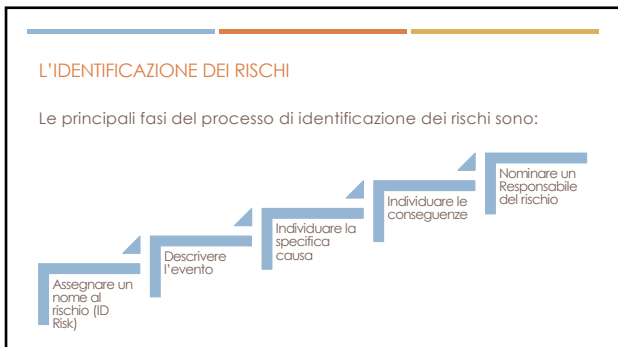 L'IDENTIFICAZIONE DEI RISCHI
Le principali fasi del processo di identificazione dei rischi sono:
Assegnare un
nome al
rischio (ID
Risk)
Descrivere
l'evento
Individuare la
specifica
causa
Individuare le
conseguenze
Nominare un
Responsabile
del rischio